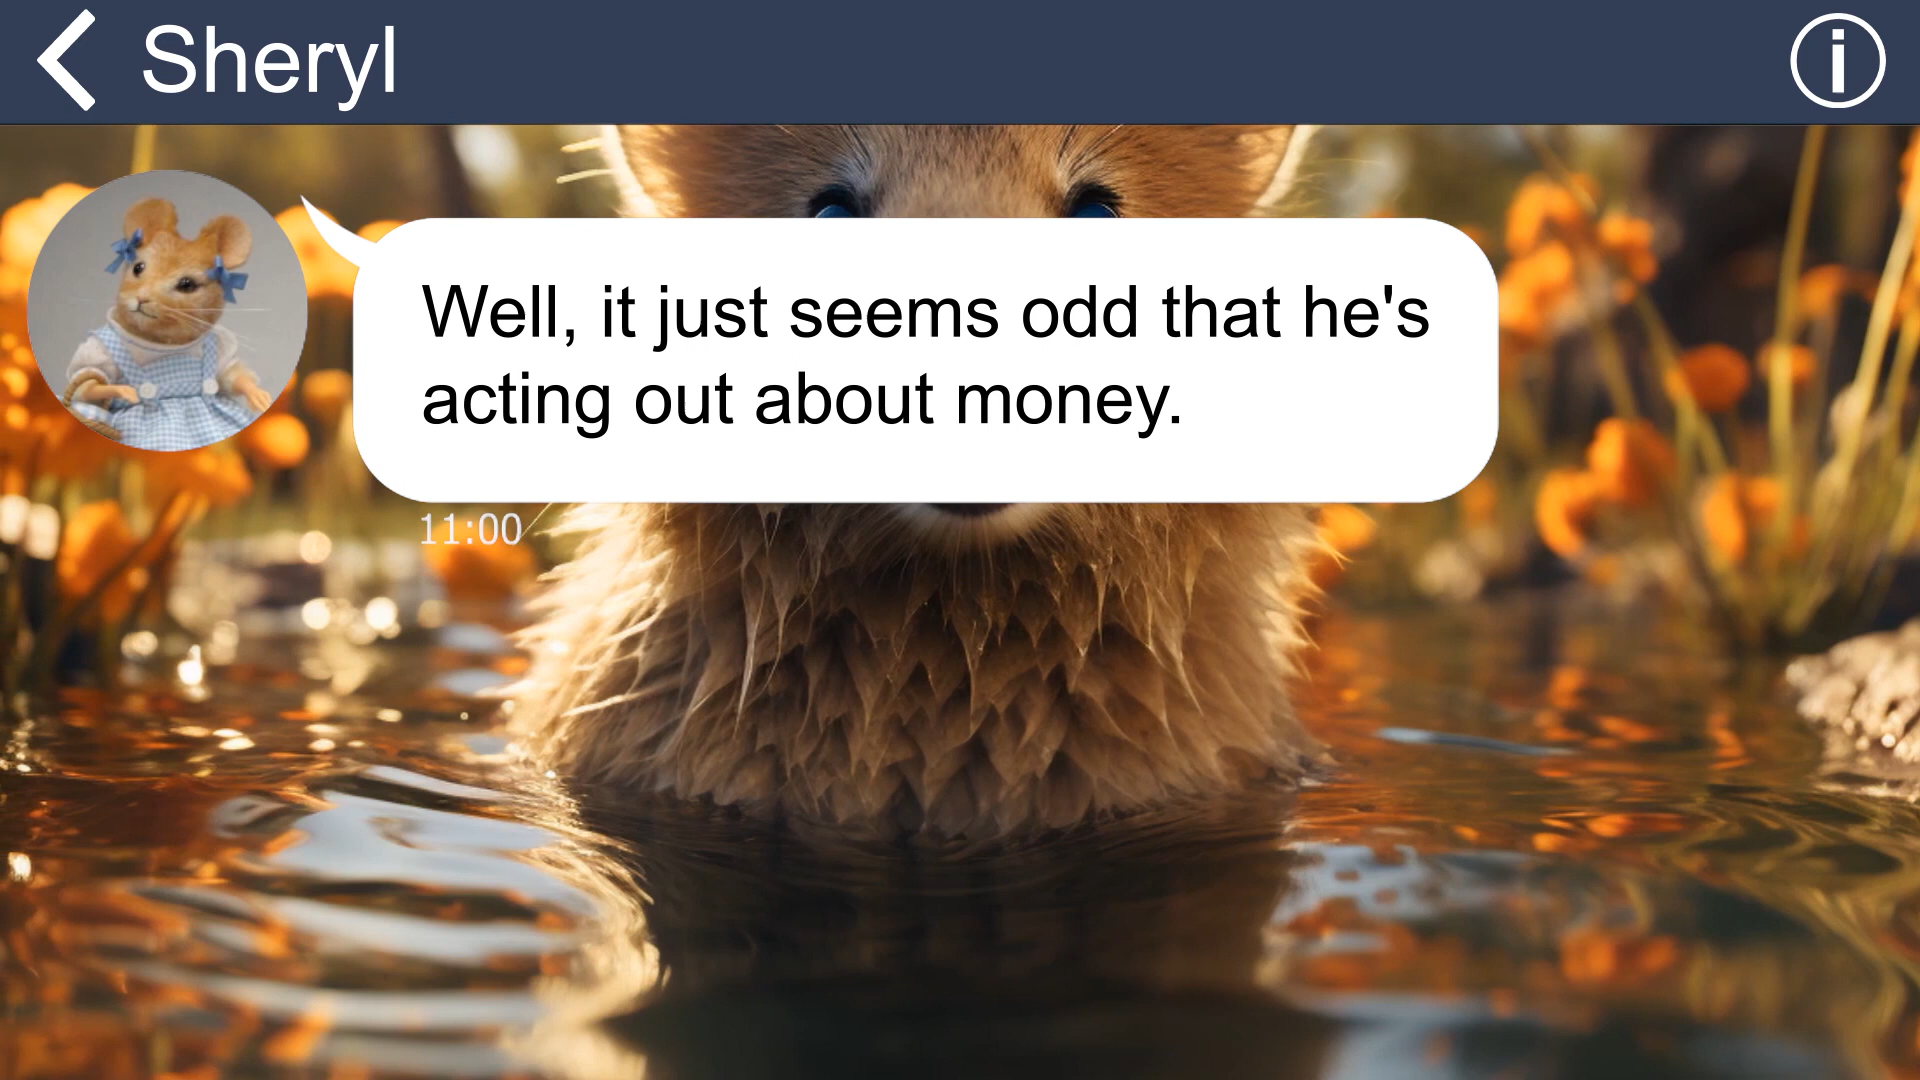 Sheryl
Well, it just seems odd that he's
acting out about money.
11:00